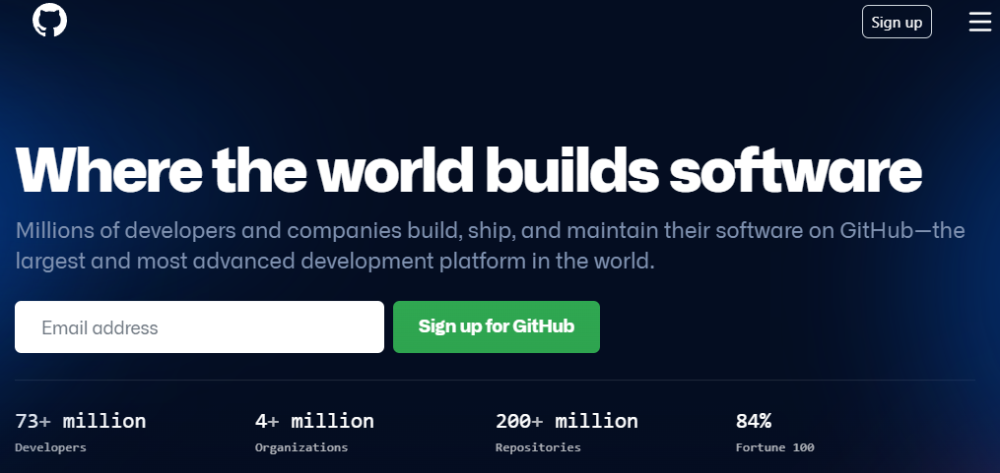 Sign up
Where the world builds software
Millions of developers and companies build, ship, and maintain their software on GitHub—the
largest and most advanced development platform in the world.
Email address
Sign up for GitHub
73+ million
4+ million
200+ million
84%
Developers
Organizations
Repositories
Fortune 100